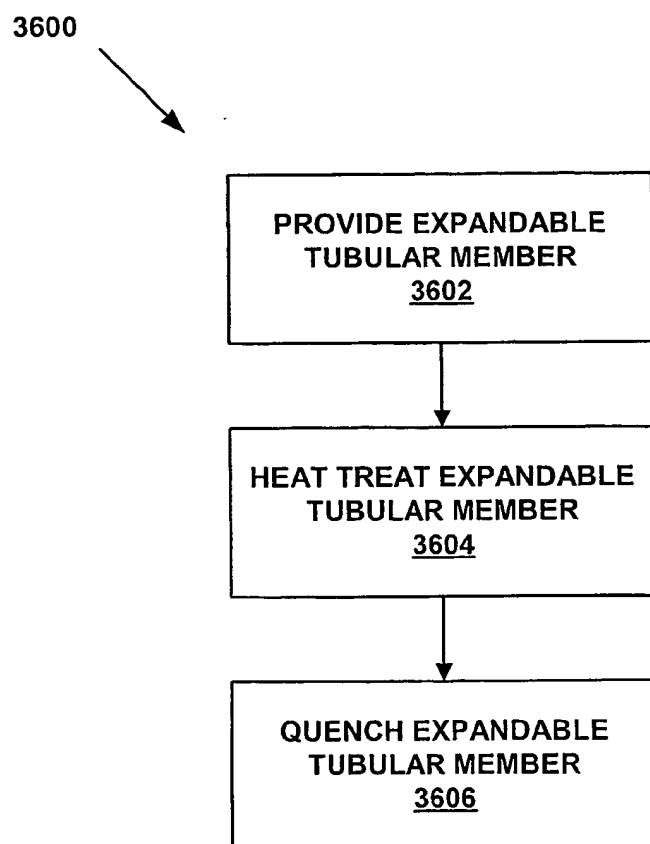 3600
PROVIDE EXPANDABLE
TUBULAR MEMBER
3602
HEAT TREAT EXPANDABLE
TUBULAR MEMBER
3604
QUENCH EXPANDABLE
TUBULAR MEMBER
3606